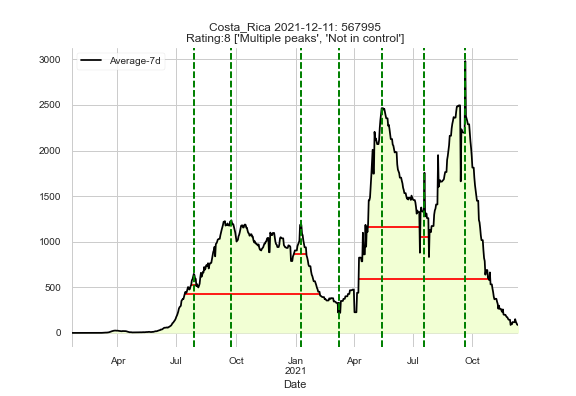 Costa_Rica 2021-12-11: 567995
Rating:8 ['Multiple peaks', 'Not in control']
Average-7d
3000
2500
2000
1500
1000
500
0
Apr Jul Oct Jan Apr Jul Oct
2021
Date